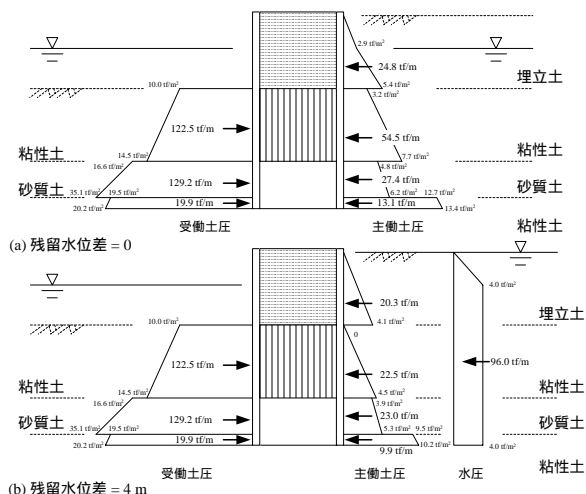 2.9 tf/m²
24.8 tf/m
埋立土
10.0 tf/m²
5.4 tf/m²
3.2 tf/m²
122.5 tf/m
54.5 tf/m
粘性土
14.5 tf/m²
7.7 tf/m²
粘性土
16.6 tf/m²
4.8 tf/m²
129.2 tf/m
27.4 tf/m
砂質土
35.1 tf/m²
19.5 tf/m²
6.2 tf/m²
12.7 tf/m²
砂質土
20.2 tf/m²
19.9 tf/m
13.1 tf/m
13.4 tf/m²
受働土圧
主働土圧
粘性土
(a) 残留水位差 = 0
4.0 tf/m²
20.3 tf/m
埋立土
10.0 tf/m²
4.1 tf/m²
0
122.5 tf/m
22.5 tf/m
96.0 tf/m
粘性土
14.5 tf/m²
4.5 tf/m²
粘性土
16.6 tf/m²
3.9 tf/m²
129.2 tf/m
23.0 tf/m
砂質土
35.1 tf/m²
19.5 tf/m²
5.3 tf/m²
9.5 tf/m²
砂質土
20.2 tf/m²
19.9 tf/m
9.9 tf/m
10.2 tf/m²
4.0 tf/m²
受働土圧
主働土圧
水圧
粘性土
(b) 残留水位差 = 4 m